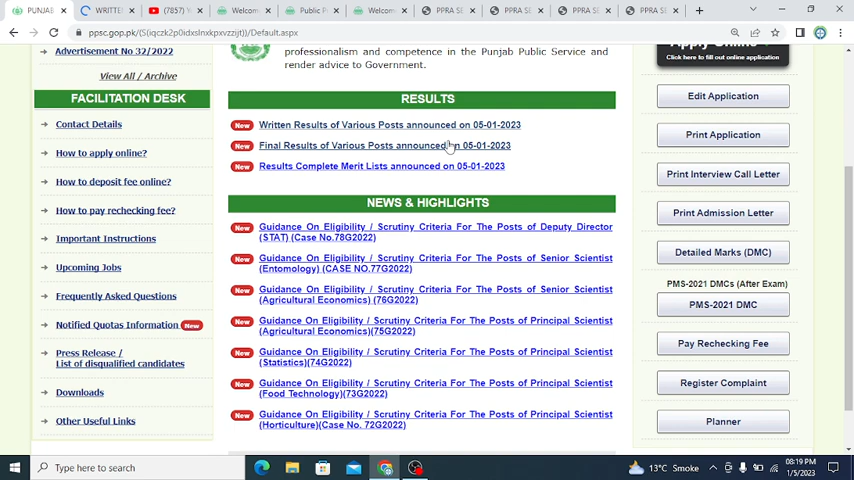 PUNJAB
WRITTEN
(7857) Y
Welcom
Public P
Welcom
PPRA SE
PPRA SE
PPRA SE
PPRA SE
ppsc.gop.pk/(S(iqczk2p0idxslnxkpxvzzijt))/Default.aspx
Advertisement No 32/2022
View All / Archive
FACILITATION DESK
Contact Details
How to apply online?
How to deposit fee online?
How to pay rechecking fee?
Important Instructions
Upcoming Jobs
Frequently Asked Questions
Notified Quotas Information New
Press Release /
List of disqualified candidates
Downloads
Other Useful Links
professionalism and competence in the Punjab Public Service and
render advice to Government.
RESULTS
New Written Results of Various Posts announced on 05-01-2023
New Final Results of Various Posts announced on 05-01-2023
New Results Complete Merit Lists announced on 05-01-2023
NEWS & HIGHLIGHTS
New Guidance On Eligibility / Scrutiny Criteria For The Posts of Deputy Director
(STAT) (Case No.78G2022)
New Guidance On Eligibility / Scrutiny Criteria For The Posts of Senior Scientist
(Entomology) (CASE NO.77G2022)
New Guidance On Eligibility / Scrutiny Criteria For The Posts of Senior Scientist
(Agricultural Economics) (76G2022)
New Guidance On Eligibility / Scrutiny Criteria For The Posts of Principal Scientist
(Agricultural Economics)(75G2022)
New Guidance On Eligibility / Scrutiny Criteria For The Posts of Principal Scientist
(Statistics)(74G2022)
New Guidance On Eligibility / Scrutiny Criteria For The Posts of Principal Scientist
(Food Technology)(73G2022)
New Guidance On Eligibility / Scrutiny Criteria For The Posts of Principal Scientist
(Horticulture)(Case No. 72G2022)
Apply Online
Click here to fill out online application
Edit Application
Print Application
Print Interview Call Letter
Print Admission Letter
Detailed Marks (DMC)
PMS-2021 DMCs (After Exam)
PMS-2021 DMC
Pay Rechecking Fee
Register Complaint
Planner
Type here to search
13°C Smoke
08:19 PM
1/5/2023